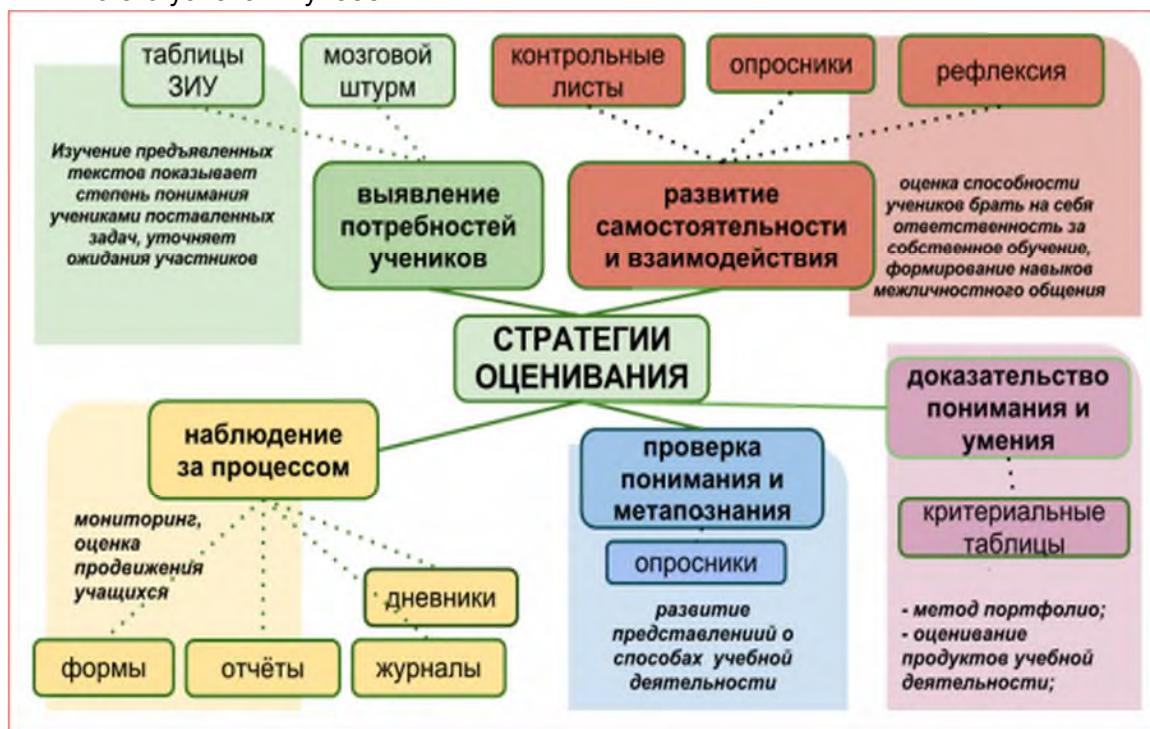 таблицы
ЗИУ
мозговой
штурм
контрольные
листы
опросники
рефлексия
Изучение предъявленных
текстов показывает
степень понимания
учениками поставленных
задач, уточняет
ожидания участников
выявление
потребностей
учеников
развитие
самостоятельности
и взаимодействия
оценка способности
учеников брать на себя
ответственность за
собственное обучение,
формирование навыков
межличностного общения
СТРАТЕГИИ
ОЦЕНИВАНИЯ
наблюдение
за процессом
мониторинг,
оценка
продвижения
учащихся
дневники
формы
отчёты
журналы
проверка
понимания и
метапознания
опросники
развитие
представлениий о
способах учебной
деятельности
доказательство
понимания и
умения
критериальные
таблицы
- метод портфолио;
- оценивание
продуктов учебной
деятельности;